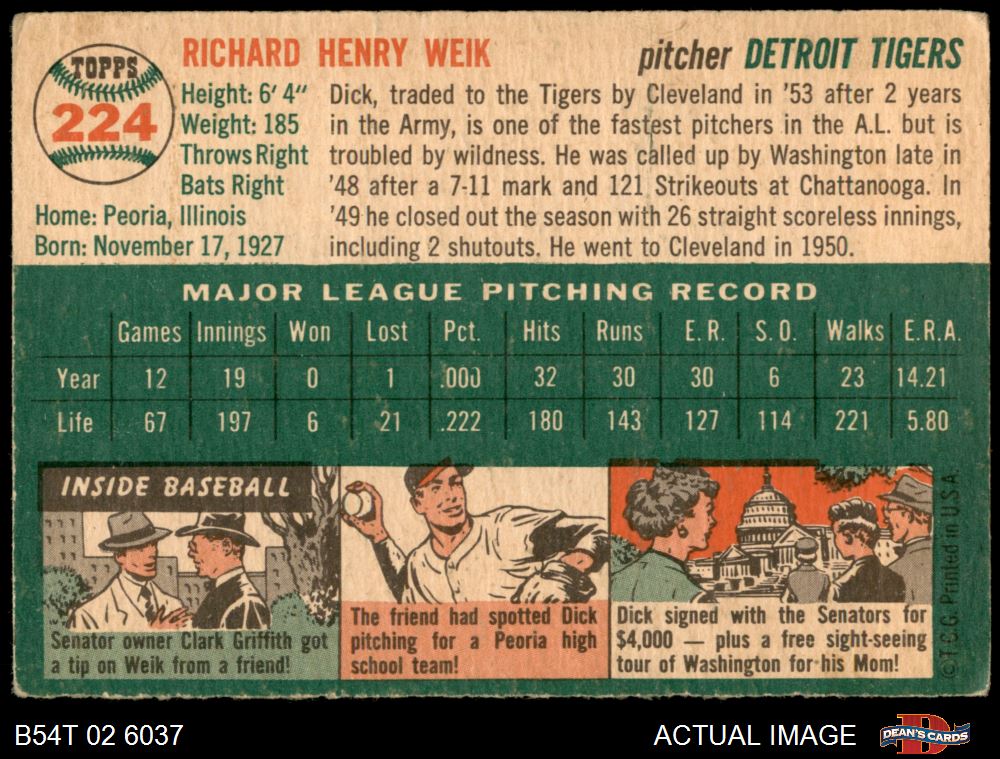 TOPPS
224
RICHARD HENRY WEIK
pitcher DETROIT TIGERS
Height: 6' 4"
Weight: 185
Throws Right
Bats Right
Home: Peoria, Illinois
Born: November 17, 1927
Dick, traded to the Tigers by Cleveland in '53 after 2 years
in the Army, is one of the fastest pitchers in the A.L. but is
troubled by wildness. He was called up by Washington late in
'48 after a 7-11 mark and 121 Strikeouts at Chattanooga. In
'49 he closed out the season with 26 straight scoreless innings,
including 2 shutouts. He went to Cleveland in 1950.
MAJOR LEAGUE PITCHING RECORD
Games Innings Won Lost Pct. Hits Runs E. R. S. O. Walks E.R.A.
Year 12 19 0 1 .000 32 30 30 6 23 14.21
Life 67 197 6 21 .222 180 143 127 114 221 5.80
INSIDE BASEBALL
Senator owner Clark Griffith got
a tip on Weik from a friend!
The friend had spotted Dick
pitching for a Peoria high
school team!
Dick signed with the Senators for
$4,000 — plus a free sight-seeing
tour of Washington for his Mom!
©T.C.G. Printed in U.S.A.
B54T 02 6037
ACTUAL IMAGE
D
DEAN'S CARDS